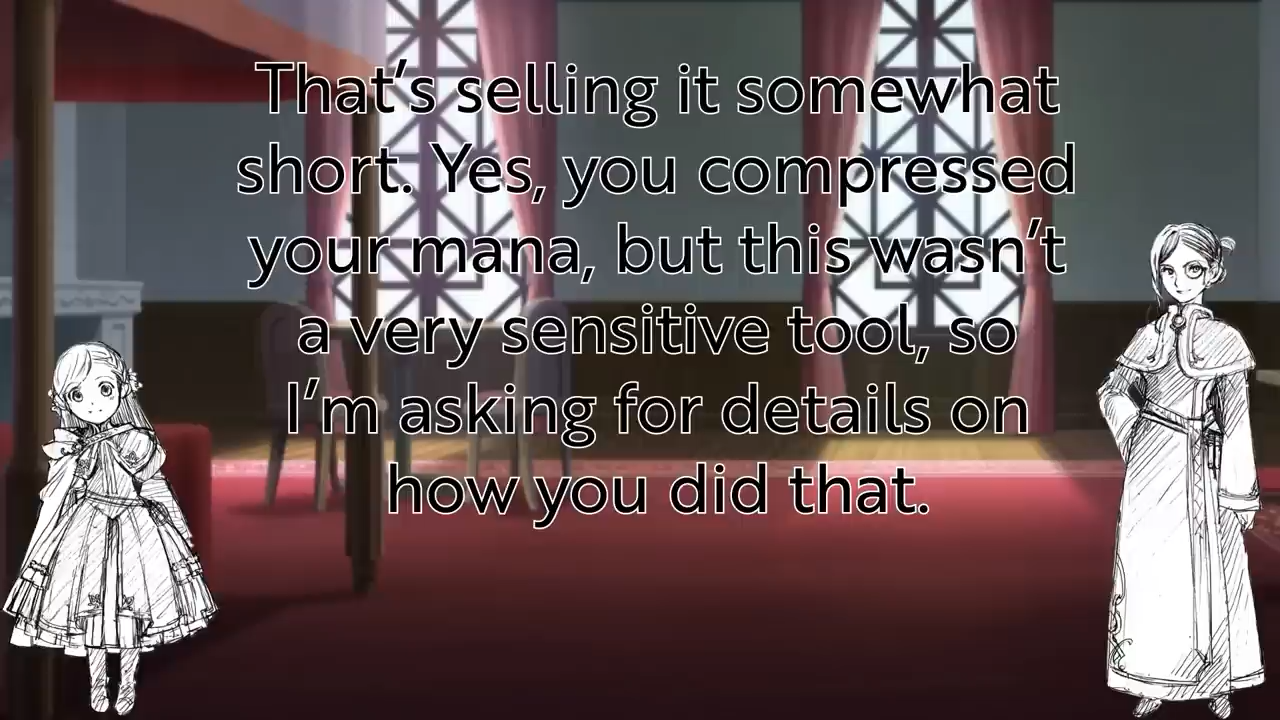 That’s selling it somewhat
short. Yes, you compressed
your mana, but this wasn’t
a very sensitive tool, so
I’m asking for details on
how you did that.